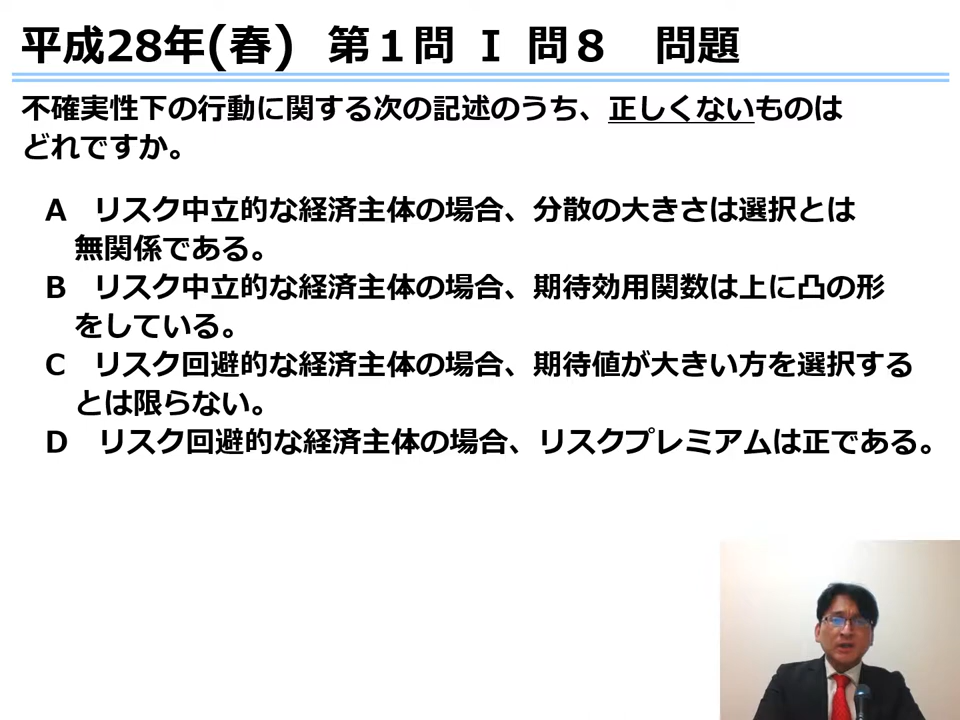 平成28年(春) 第１問 Ⅰ 問８ 問題
不確実性下の行動に関する次の記述のうち、正しくないものは
どれですか。
A リスク中立的な経済主体の場合、分散の大きさは選択とは
無関係である。
B リスク中立的な経済主体の場合、期待効用関数は上に凸の形
をしている。
C リスク回避的な経済主体の場合、期待値が大きい方を選択する
とは限らない。
D リスク回避的な経済主体の場合、リスクプレミアムは正である。